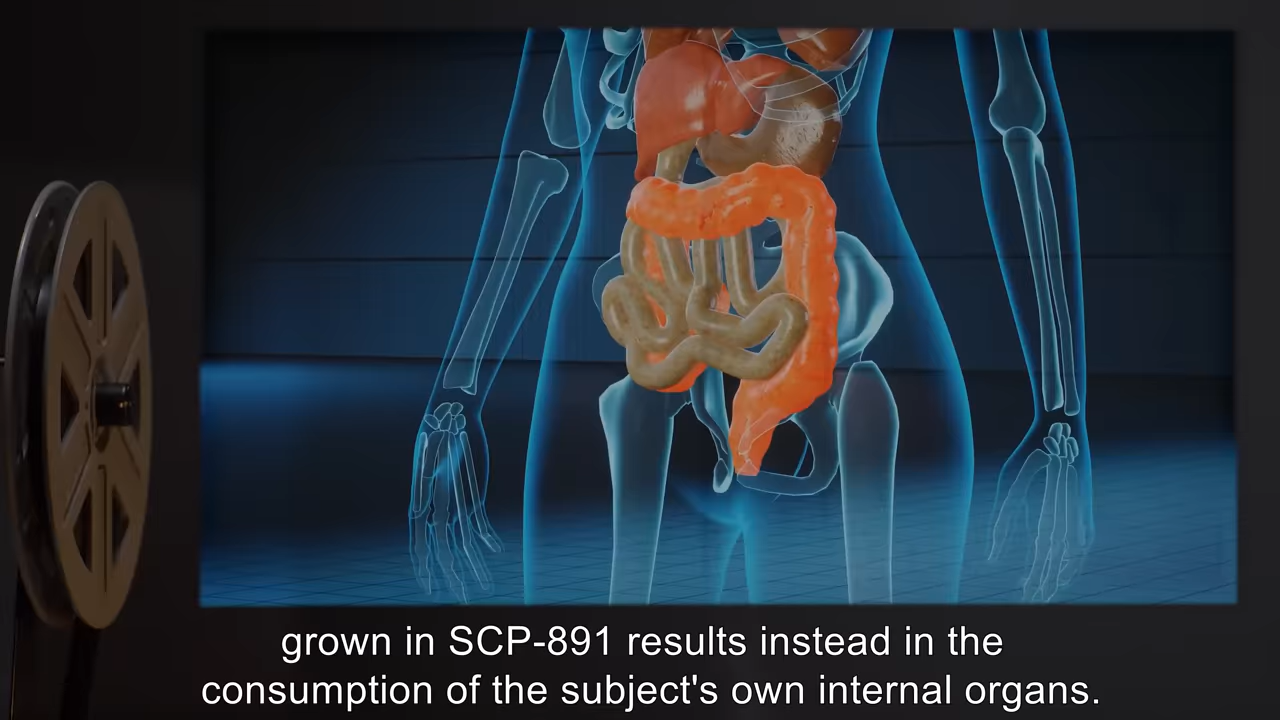 grown in SCP-891 results instead in the
consumption of the subject's own internal organs.